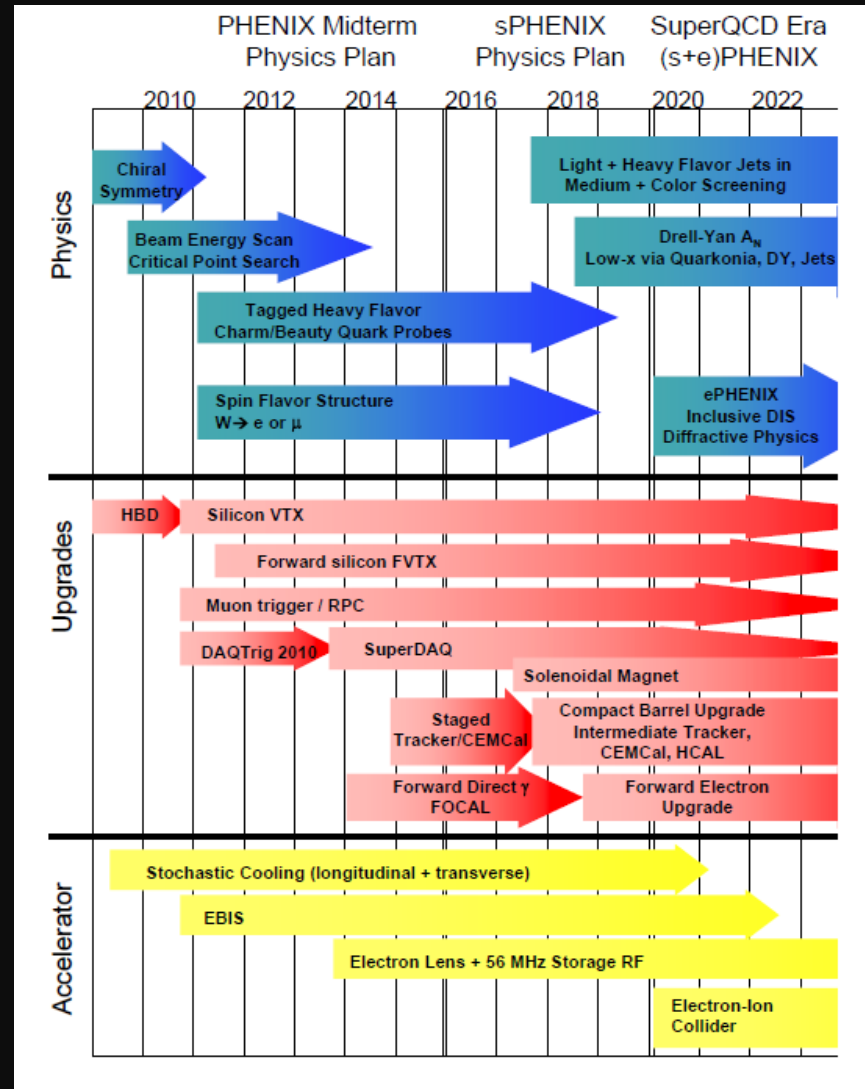 PHENIX Midterm
Physics Plan
sPHENIX
Physics Plan
SuperQCD Era
(s+e)PHENIX
2010 2012 2014 2016 2018 2020 2022
Physics
Chiral
Symmetry
Light + Heavy Flavor Jets in
Medium + Color Screening
Beam Energy Scan
Critical Point Search
Drell-Yan AN
Low-x via Quarkonia, DY, Jets
Tagged Heavy Flavor
Charm/Beauty Quark Probes
Spin Flavor Structure
W→ e or μ
ePHENIX
Inclusive DIS
Diffractive Physics
Upgrades
HBD
Silicon VTX
Forward silicon FVTX
Muon trigger / RPC
DAQTrig 2010
SuperDAQ
Solenoidal Magnet
Staged
Tracker/CEMCal
Compact Barrel Upgrade
Intermediate Tracker,
CEMCal, HCAL
Forward Direct γ
FOCAL
Forward Electron
Upgrade
Accelerator
Stochastic Cooling (longitudinal + transverse)
EBIS
Electron Lens + 56 MHz Storage RF
Electron-Ion
Collider